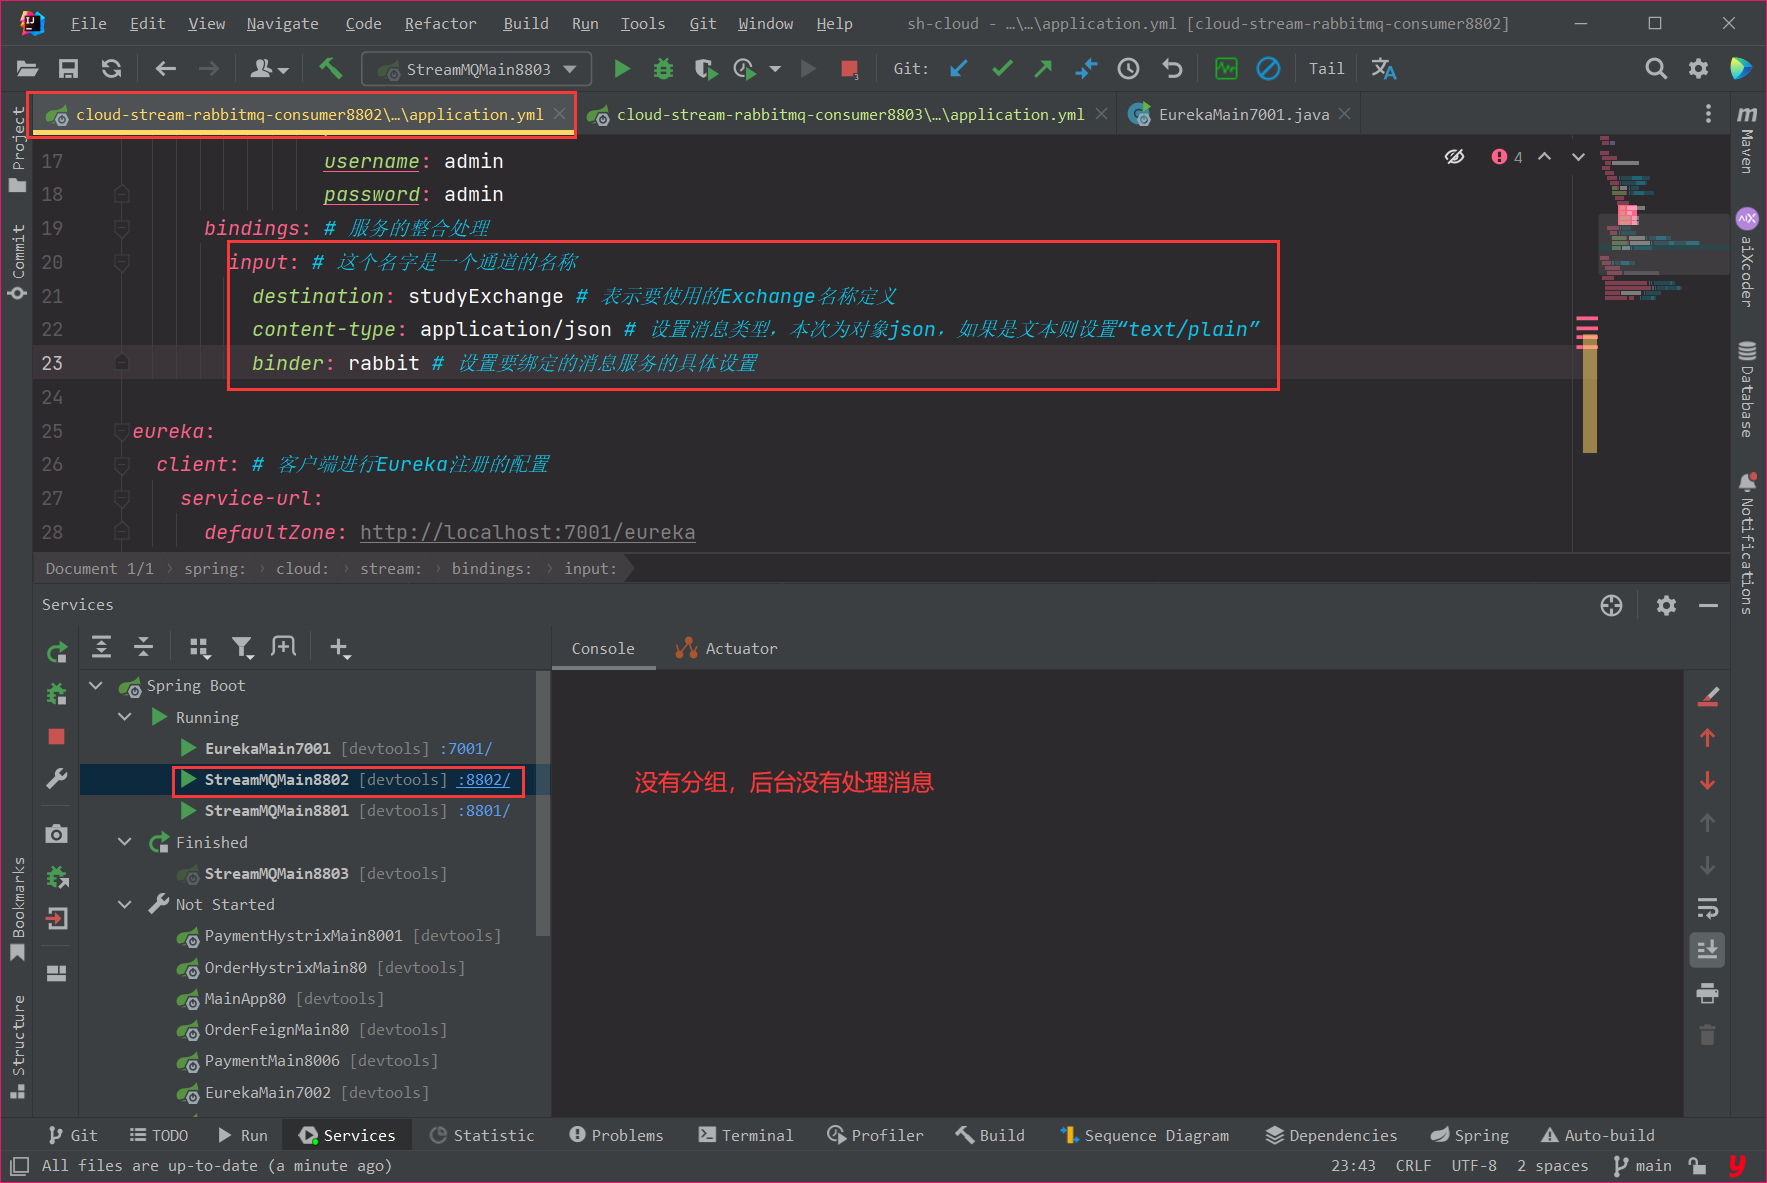 File Edit View Navigate Code Refactor Build Run Tools Git Window Help sh-cloud - …\…\application.yml [cloud-stream-rabbitmq-consumer8802]
StreamMQMain8803 Git: Tail
cloud-stream-rabbitmq-consumer8802\…\application.yml cloud-stream-rabbitmq-consumer8803\…\application.yml EurekaMain7001.java
17 username: admin
4
18 password: admin
19 bindings: # 服务的整合处理
20 input: # 这个名字是一个通道的名称
21 destination: studyExchange # 表示要使用的Exchange名称定义
22 content-type: application/json # 设置消息类型，本次为对象json，如果是文本则设置“text/plain”
23 binder: rabbit # 设置要绑定的消息服务的具体设置
24
25 eureka:
26 client: # 客户端进行Eureka注册的配置
27 service-url:
28 defaultZone: http://localhost:7001/eureka
Document 1/1 › spring: › cloud: › stream: › bindings: › input:
Project
Commit
Bookmarks
Structure
Maven
aiXcoder
Database
Notifications
Services
Console Actuator
Spring Boot
Running
EurekaMain7001 [devtools] :7001/
StreamMQMain8802 [devtools] :8802/
StreamMQMain8801 [devtools] :8801/
Finished
StreamMQMain8803 [devtools]
Not Started
PaymentHystrixMain8001 [devtools]
OrderHystrixMain80 [devtools]
MainApp80 [devtools]
OrderFeignMain80 [devtools]
PaymentMain8006 [devtools]
EurekaMain7002 [devtools]
没有分组，后台没有处理消息
Git TODO Run Services Statistic Problems Terminal Profiler Build Sequence Diagram Dependencies Spring Auto-build
All files are up-to-date (a minute ago) 23:43 CRLF UTF-8 2 spaces main